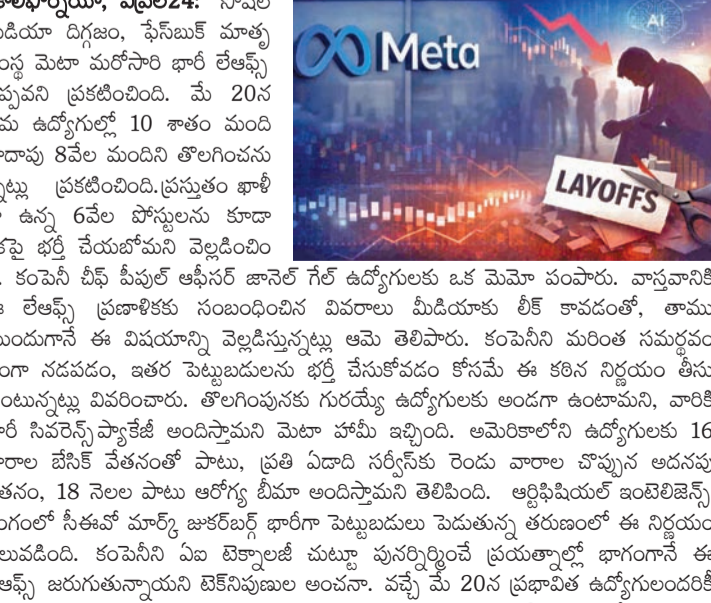 కాలిఫోర్నియా, ఏప్రిల్24: సోషల్
మీడియా దిగ్గజం, ఫేస్‌బుక్ మాతృ
సంస్థ మెటా మరోసారి భారీ లేఆఫ్స్
ప్పవని ప్రకటించింది. మే 20న
మ ఉద్యోగుల్లో 10 శాతం మంది
దాపు 8వేల మందిని తొలగించను
న్నట్లు ప్రకటించింది.ప్రస్తుతం ఖాళీ
ఉన్న 6వేల పోస్టులను కూడా
కపై భర్తీ చేయబోమని వెల్లడించిం
. కంపెనీ చీఫ్ పీపుల్ ఆఫీసర్ జానెల్ గేల్ ఉద్యోగులకు ఒక మెమో పంపారు. వాస్తవానికి
ఈ లేఆఫ్స్ ప్రణాళికకు సంబంధించిన వివరాలు మీడియాకు లీక్ కావడంతో, తాము
ముందుగానే ఈ విషయాన్ని వెల్లడిస్తున్నట్లు ఆమె తెలిపారు. కంపెనీని మరింత సమర్థవం
ంగా నడపడం, ఇతర పెట్టుబడులను భర్తీ చేసుకోవడం కోసమే ఈ కఠిన నిర్ణయం తీసు
ంటున్నట్లు వివరించారు. తొలగింపునకు గురయ్యే ఉద్యోగులకు అండగా ఉంటామని, వారికి
ారీ సివరెన్స్ ప్యాకేజీ అందిస్తామని మెటా హామీ ఇచ్చింది. అమెరికాలోని ఉద్యోగులకు 16
ారాల బేసిక్ వేతనంతో పాటు, ప్రతి ఏడాది సర్వీస్‌కు రెండు వారాల చొప్పున అదనపు
తనం, 18 నెలల పాటు ఆరోగ్య బీమా అందిస్తామని తెలిపింది. ఆర్టిఫిషియల్ ఇంటెలిజెన్స్
ంగంలో సీఈవో మార్క్ జుకర్‌బర్గ్ భారీగా పెట్టుబడులు పెడుతున్న తరుణంలో ఈ నిర్ణయం
లువడింది. కంపెనీని ఏఐ టెక్నాలజీ చుట్టూ పునర్నిర్మించే ప్రయత్నాల్లో భాగంగానే ఈ
ఆఫ్స్ జరుగుతున్నాయని టెక్‌నిపుణుల అంచనా. వచ్చే మే 20న ప్రభావిత ఉద్యోగులందరికీ
Meta
AI
LAYOFFS